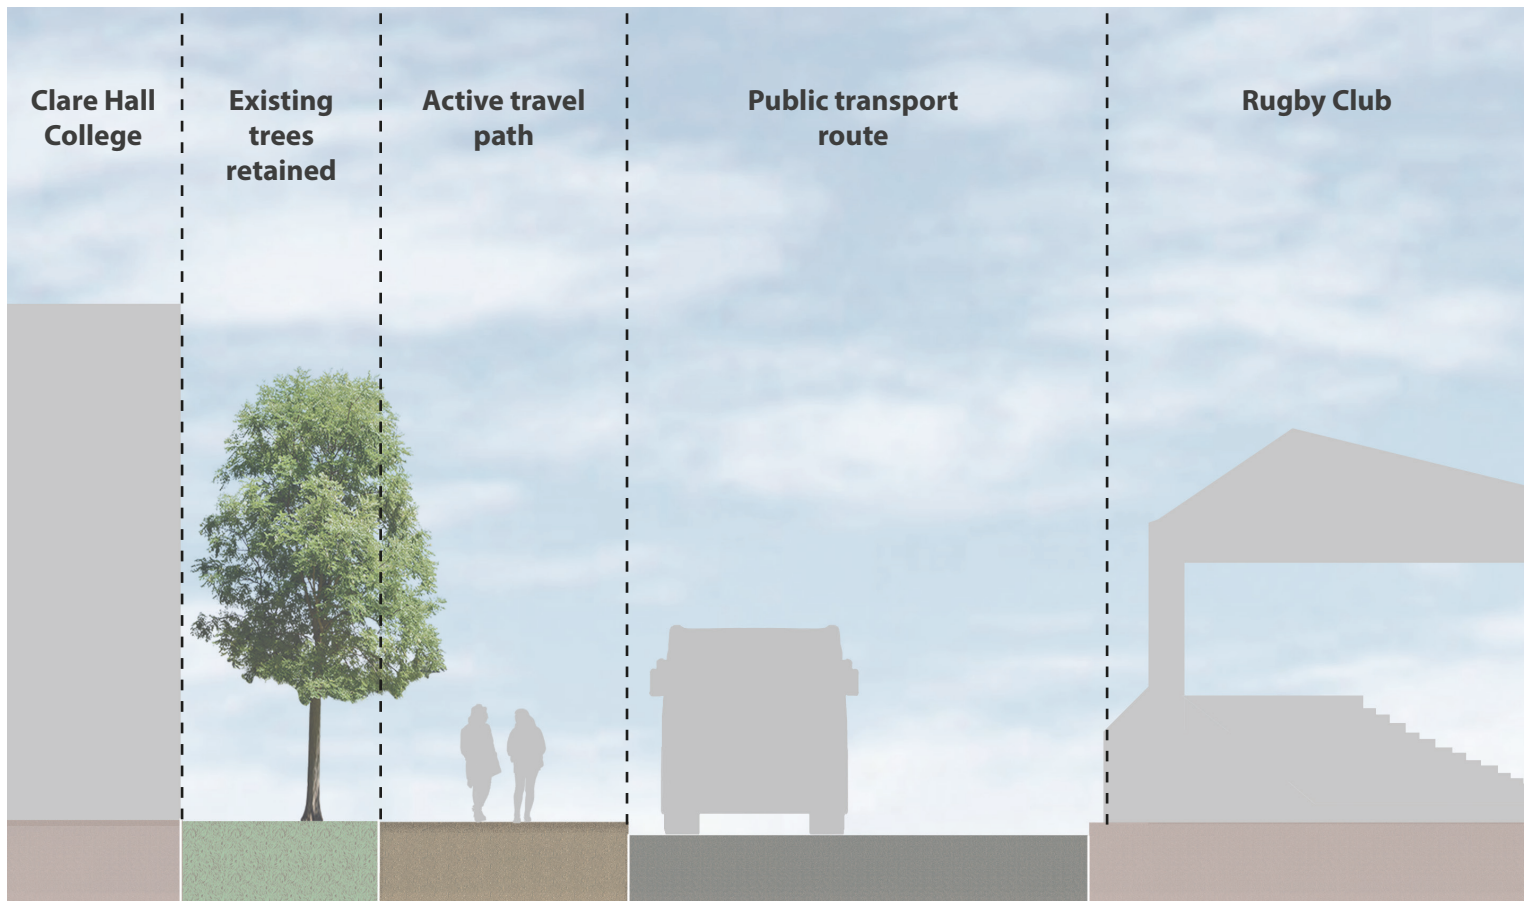 Clare Hall
College
Existing
trees
retained
Active travel
path
Public transport
route
Rugby Club